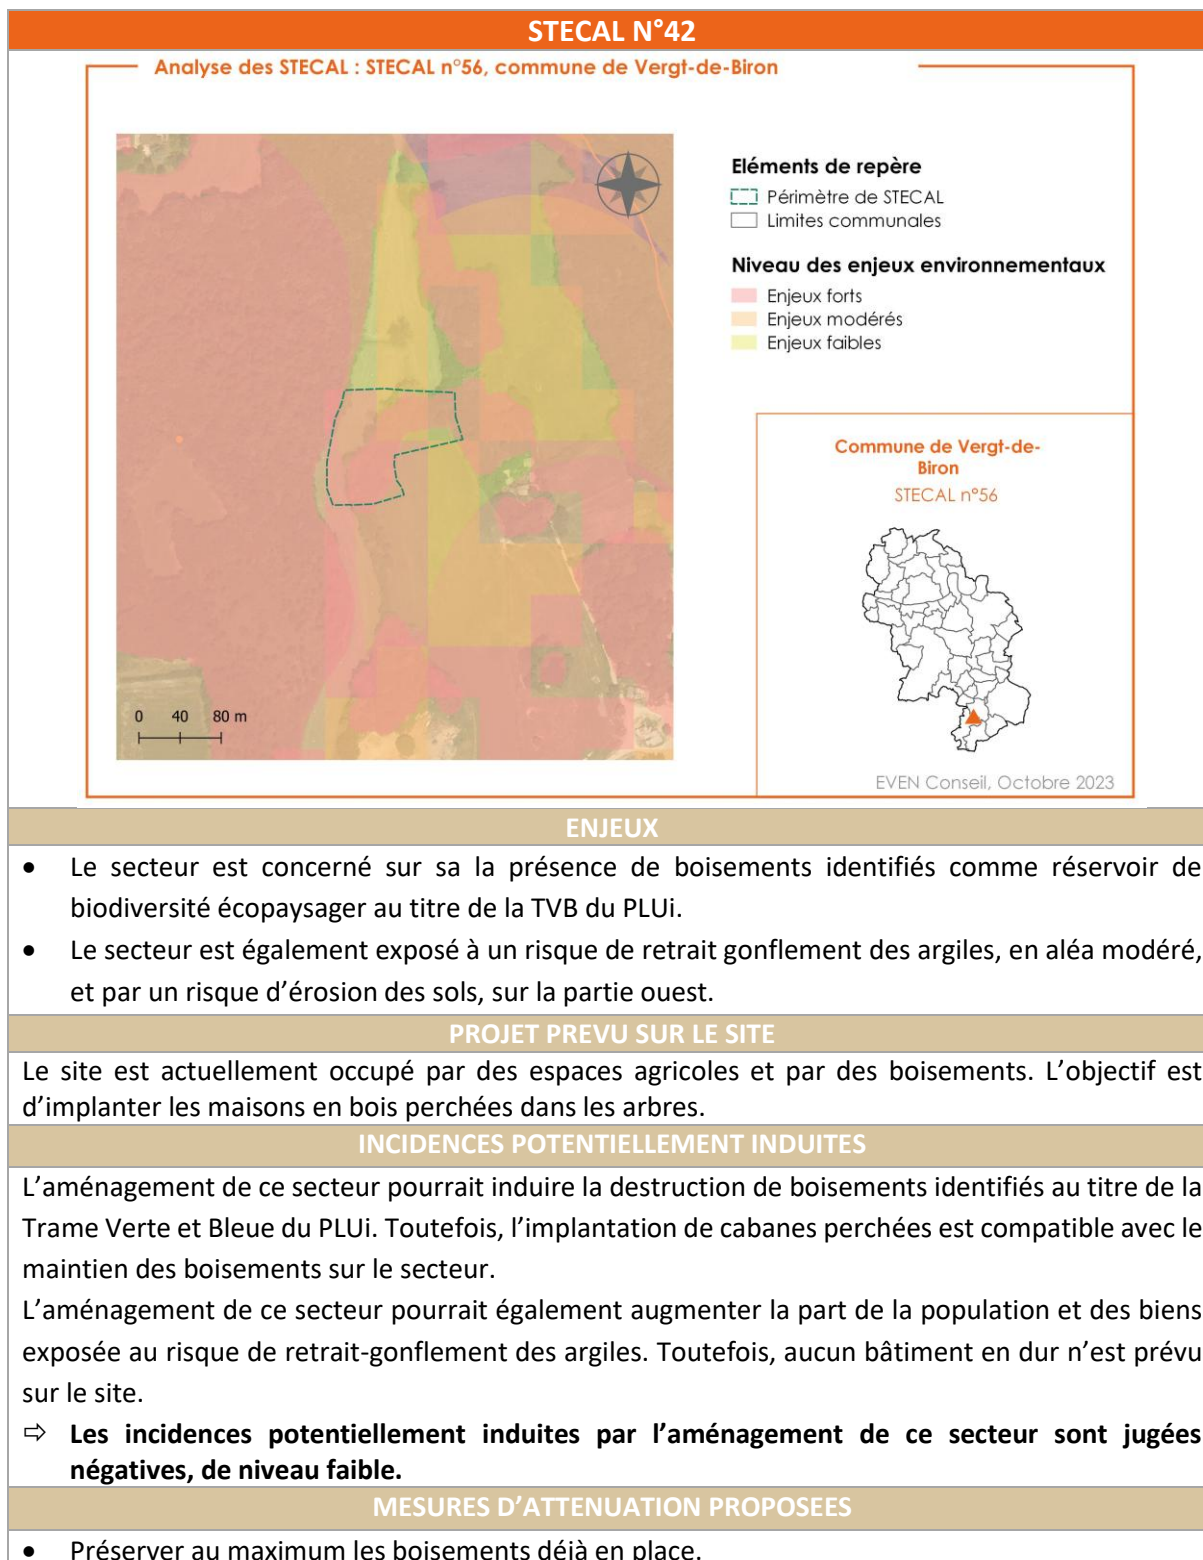 STECAL N°42
Analyse des STECAL : STECAL n°56, commune de Vergt-de-Biron
Eléments de repère
Périmètre de STECAL
Limites communales
Niveau des enjeux environnementaux
Enjeux forts
Enjeux modérés
Enjeux faibles
0 40 80 m
Commune de Vergt-de-
Biron
STECAL n°56
EVEN Conseil, Octobre 2023
ENJEUX
• Le secteur est concerné sur sa la présence de boisements identifiés comme réservoir de
biodiversité écopaysager au titre de la TVB du PLUi.
• Le secteur est également exposé à un risque de retrait gonflement des argiles, en aléa modéré,
et par un risque d’érosion des sols, sur la partie ouest.
PROJET PREVU SUR LE SITE
Le site est actuellement occupé par des espaces agricoles et par des boisements. L’objectif est
d’implanter les maisons en bois perchées dans les arbres.
INCIDENCES POTENTIELLEMENT INDUITES
L’aménagement de ce secteur pourrait induire la destruction de boisements identifiés au titre de la
Trame Verte et Bleue du PLUi. Toutefois, l’implantation de cabanes perchées est compatible avec le
maintien des boisements sur le secteur.
L’aménagement de ce secteur pourrait également augmenter la part de la population et des biens
exposée au risque de retrait-gonflement des argiles. Toutefois, aucun bâtiment en dur n’est prévu
sur le site.
⇨ Les incidences potentiellement induites par l’aménagement de ce secteur sont jugées
négatives, de niveau faible.
MESURES D’ATTENUATION PROPOSEES
• Préserver au maximum les boisements déjà en place.